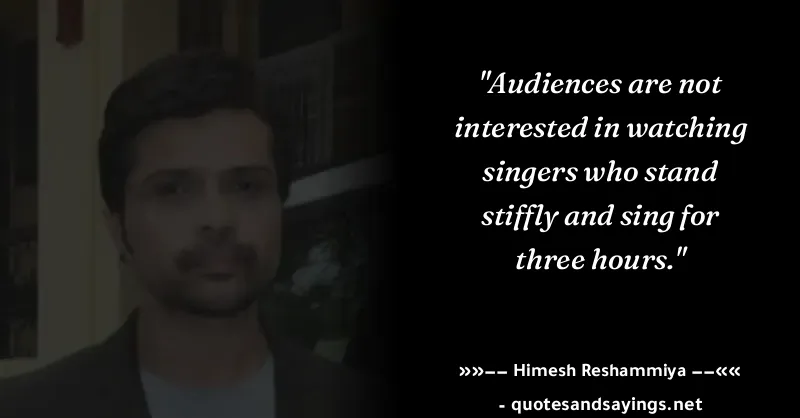 "Audiences are not
interested in watching
singers who stand
stiffly and sing for
three hours."
»»−− Himesh Reshammiya −−««
- quotesandsayings.net